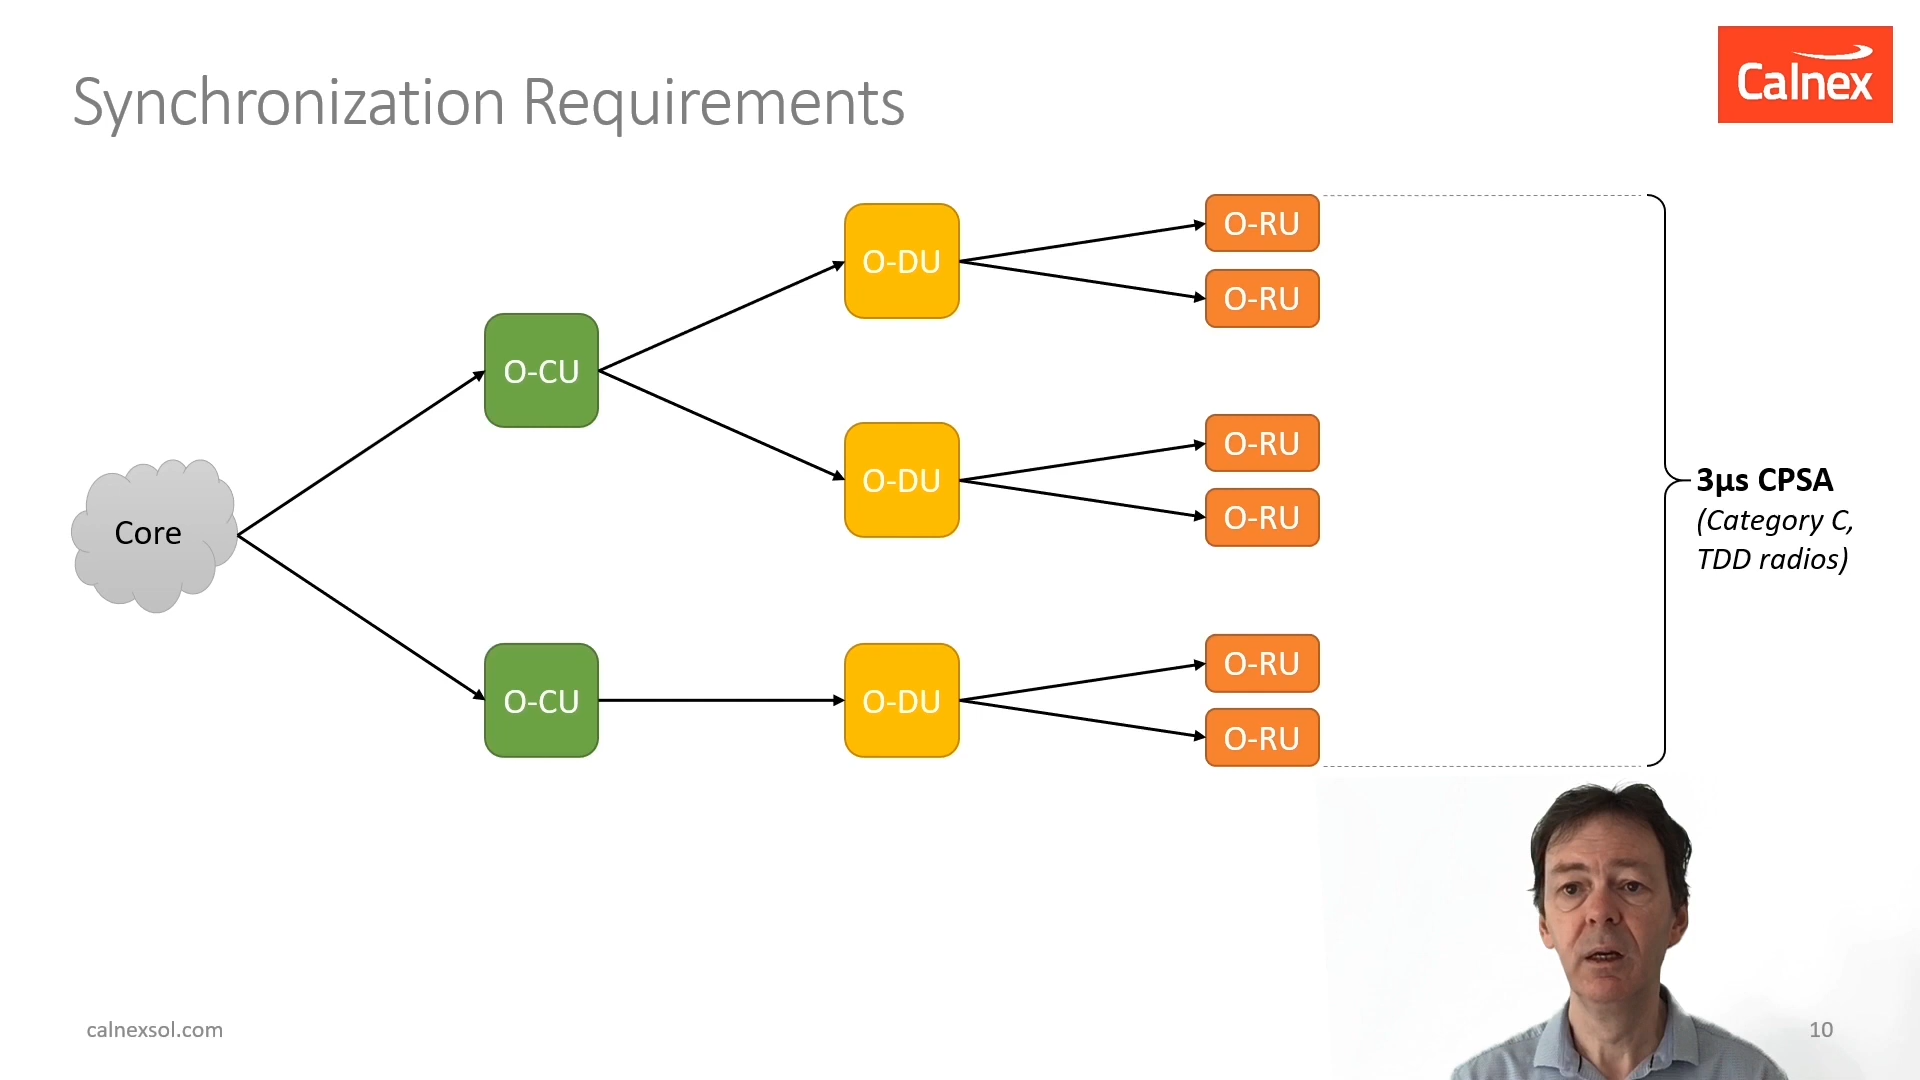 Synchronization Requirements
Calnex
O-RU
O-DU
O-RU
O-CU
O-RU
O-DU
O-RU
3µs CPSA
(Category C,
TDD radios)
Core
O-RU
O-CU
O-DU
O-RU
calnexsol.com
10